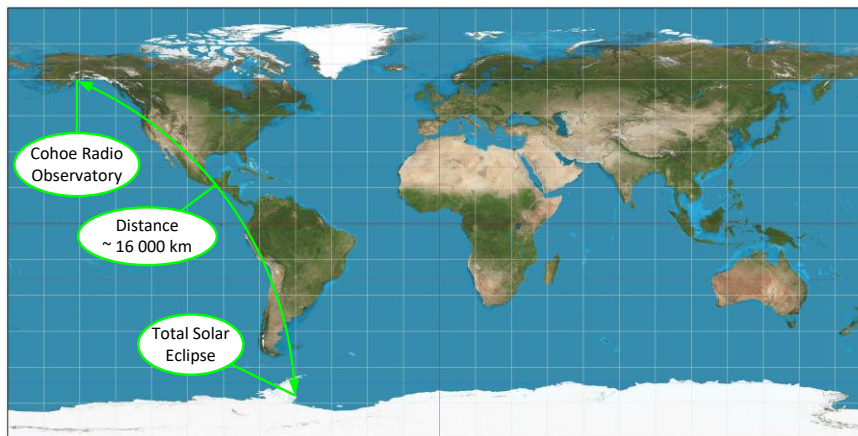 Cohoe Radio
Observatory
Distance
~ 16 000 km
Total Solar
Eclipse